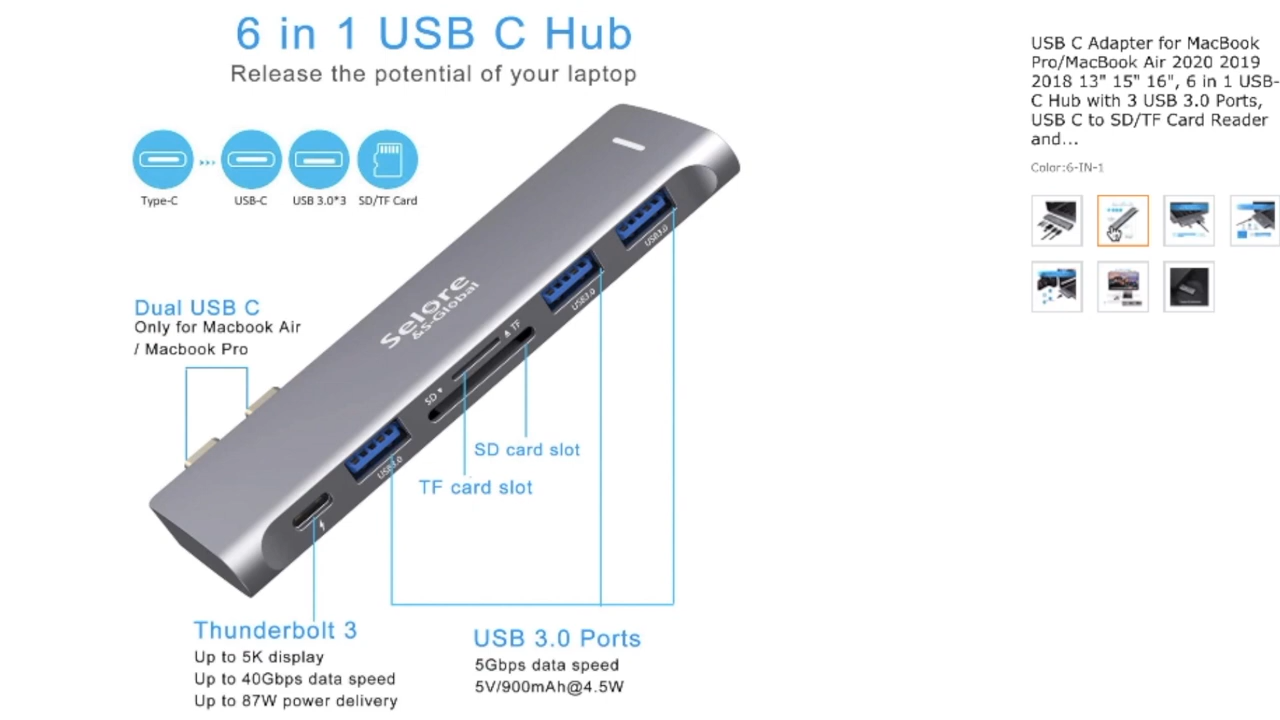 6 in 1 USB C Hub
Release the potential of your laptop
Type-C
USB-C
USB 3.0*3
SD/TF Card
Dual USB C
Only for Macbook Air
/ Macbook Pro
Selore
&S-Global
USB3.0
USB3.0
▲ TF
SD ▼
USB3.0
SD card slot
TF card slot
Thunderbolt 3
Up to 5K display
Up to 40Gbps data speed
Up to 87W power delivery
USB 3.0 Ports
5Gbps data speed
5V/900mAh@4.5W
USB C Adapter for MacBook
Pro/MacBook Air 2020 2019
2018 13" 15" 16", 6 in 1 USB-
C Hub with 3 USB 3.0 Ports,
USB C to SD/TF Card Reader
and...
Color:6-IN-1